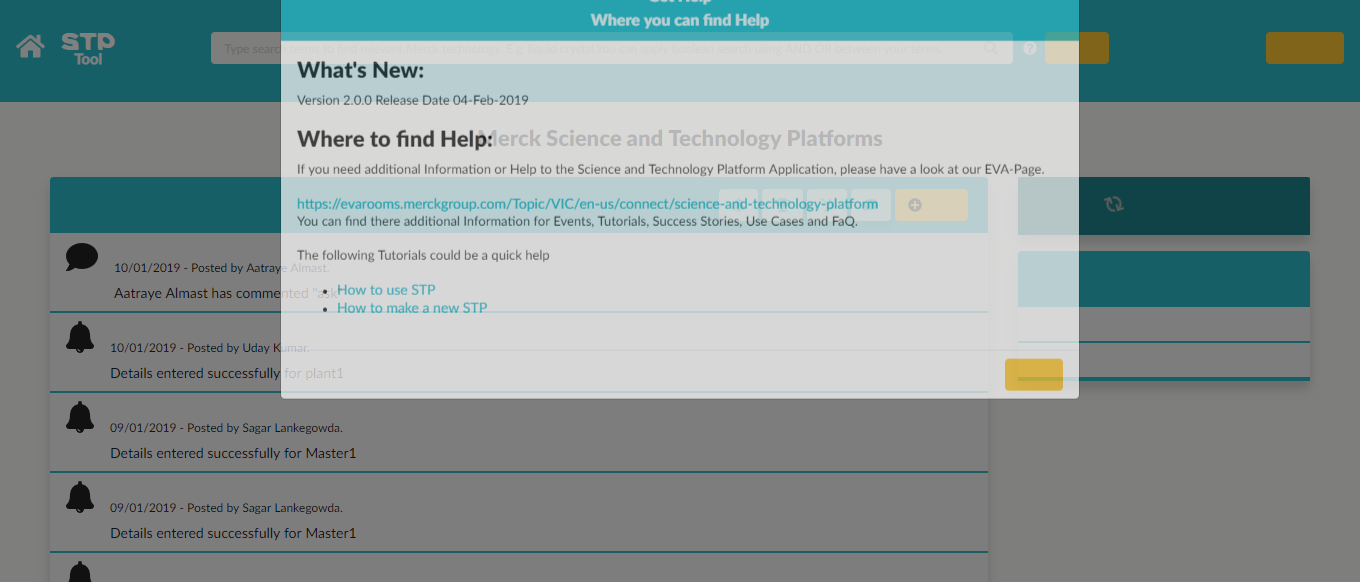 Get Help
Where you can find Help
STP
Tool
Type search terms to find relevant Merck technology. E.g. liquid crystal
AND OR between your
What's New:
Version 2.0.0 Release Date 04-Feb-2019
Merck Science and Technology Platforms
Where to find Help:
If you need additional Information or Help to the Science and Technology Platform Application, please have a look at our EVA-Page.
https://evarooms.merckgroup.com/Topic/VIC/en-us/connect/science-and-technology-platform
You can find there additional Information for Events, Tutorials, Success Stories, Use Cases and FaQ.
The following Tutorials could be a quick help
How to use STP
How to make a new STP
10/01/2019 - Posted by Aatraye Almast.
Aatraye Almast has commented "ask
10/01/2019 - Posted by Uday Kumar.
Details entered successfully for plant1
09/01/2019 - Posted by Sagar Lankegowda.
Details entered successfully for Master1
09/01/2019 - Posted by Sagar Lankegowda.
Details entered successfully for Master1